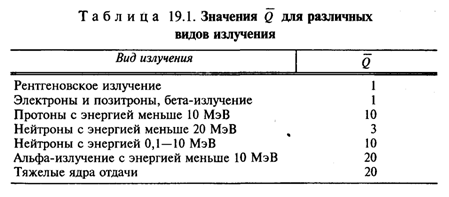 Таблица 19.1. Значения Q̅ для различных
видов излучения
Вид излучения Q̅
Рентгеновское излучение 1
Электроны и позитроны, бета-излучение 1
Протоны с энергией меньше 10 МэВ 10
Нейтроны с энергией меньше 20 МэВ 3
Нейтроны с энергией 0,1—10 МэВ 10
Альфа-излучение с энергией меньше 10 МэВ 20
Тяжелые ядра отдачи 20